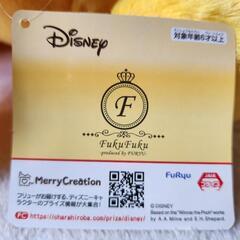 Disney
対象年齢6才以上
F
FukuFuku
-produced by FURYU-
MerryCreation
フリューがお届けする、ディズニーキャ
ラクターのプライズ情報が大集合!
FuRyu
© DISNEY
Based on the "Winnie the Pooh" works
by A.A. Milne and E.H. Shepard.
PC https://charahiroba.com/prize/disney/